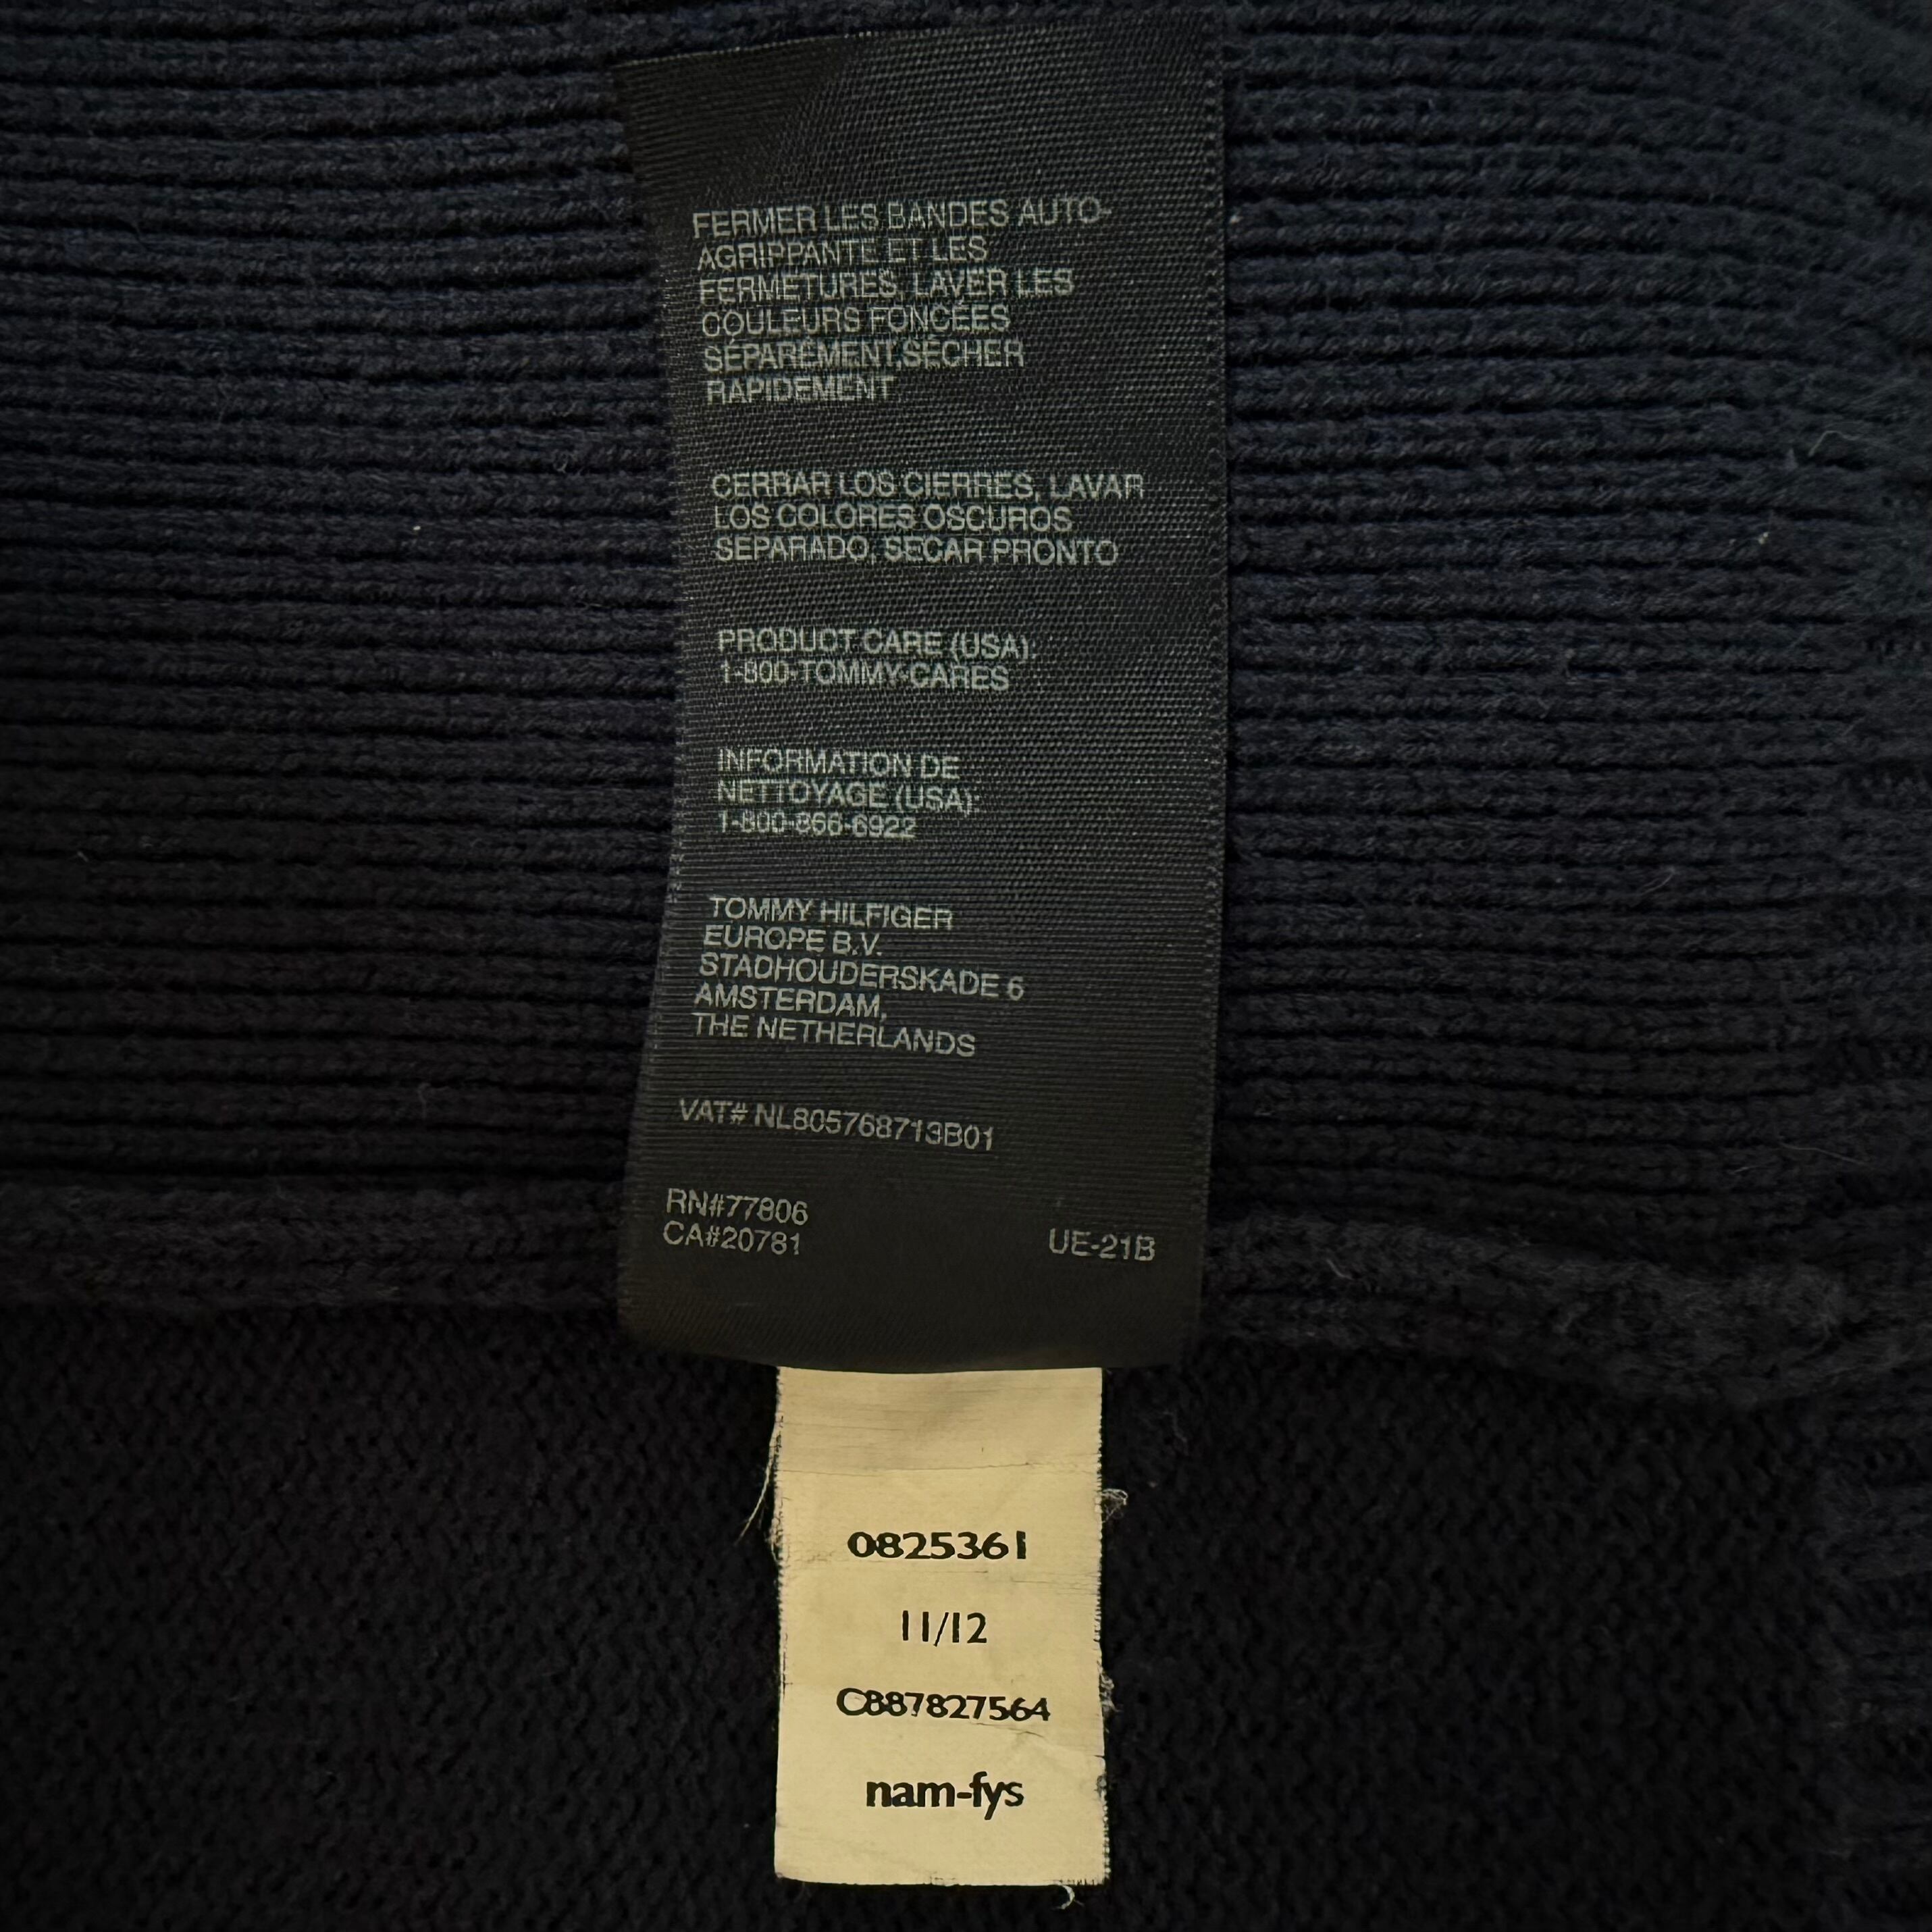 FERMER LES BANDES AUTO-
AGRIPPANTE ET LES
FERMETURES, LAVER LES
COULEURS FONCÉES
SÉPARÉMENT,SÉCHER
RAPIDEMENT
CERRAR LOS CIERRES, LAVAR
LOS COLORES OSCUROS
SEPARADO, SECAR PRONTO
PRODUCT CARE (USA):
1-800-TOMMY-CARES
INFORMATION DE
NETTOYAGE (USA):
1-800-866-6922
TOMMY HILFIGER
EUROPE B.V.
STADHOUDERSKADE 6
AMSTERDAM,
THE NETHERLANDS
VAT# NL805768713B01
RN#77806
CA#20781 UE-21B
0825361
11/12
C887827564
nam-fys